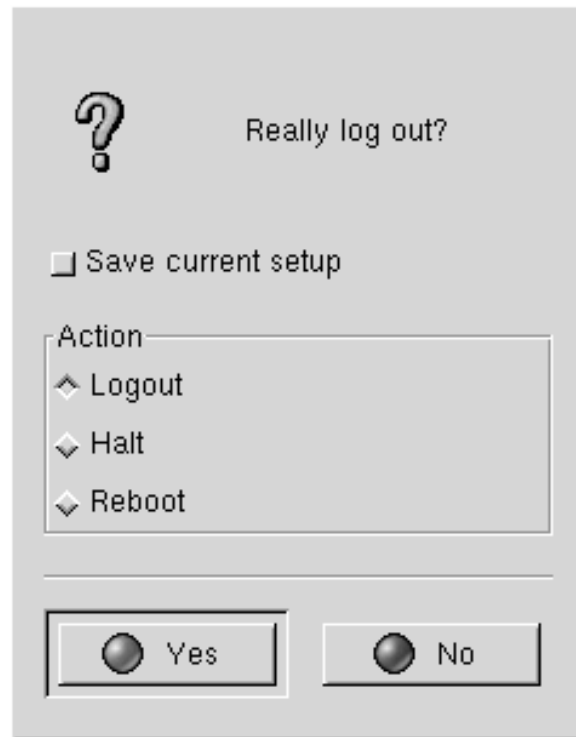 Really log out?
Save current setup
Action
Logout
Halt
Reboot
Yes
No